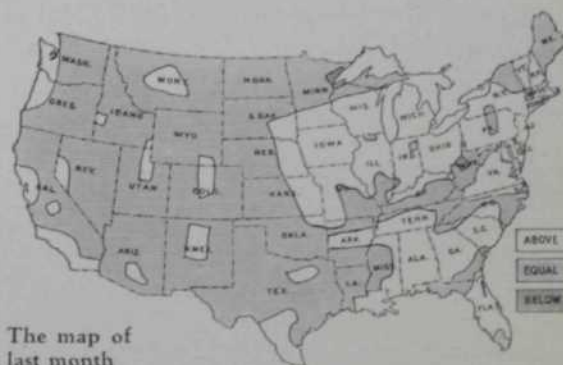 WASH.
MONT.
N.DAK.
MINN.
ME.
OREG.
IDAHO
WIS.
MICH.
S.DAK.
WYO.
IOWA
NEB.
NEV.
UTAH
COLO.
ILL.
IND.
OHIO
PA.
VA.
CAL.
KANS.
ARIZ.
N.MEX.
OKLA.
ARK.
TENN.
S.C.
TEX.
LA.
MISS.
ALA.
GA.
FLA.
ABOVE
EQUAL
BELOW
The map of
last month